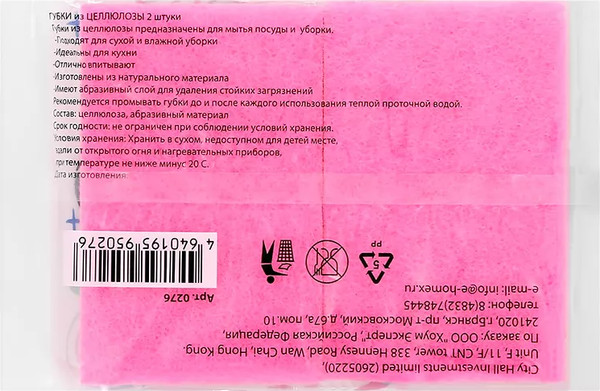 ГУБКИ из ЦЕЛЛЮЛОЗЫ 2 штуки
Губки из целлюлозы предназначены для мытья посуды и уборки.
-Подходят для сухой и влажной уборки
-Идеальны для кухни
-Отлично впитывают
-Изготовлены из натурального материала
-Имеют абразивный слой для удаления стойких загрязнений
Рекомендуется промывать губки до и после каждого использования теплой проточной водой.
Состав: целлюлоза, абразивный материал
Срок годности: не ограничен при соблюдении условий хранения.
Условия хранения: Хранить в сухом, недоступном для детей месте,
вдали от открытого огня и нагревательных приборов,
при температуре не ниже минус 20 С.
Дата изготовления:
City Hall Investments limited (2605220),
Unit F, 11/F, CNT tower, 338 Hennesy Road, Wan Chai, Hong Kong.
По заказу: ООО "Хоум Эксперт", Российская Федерация,
241020, г.Брянск, пр-т Московский, д.67а, пом.10
телефон: 8(4832)748445
e-mail: info@e-homex.ru
5
PP
Арт. 0276
4 640195 950276